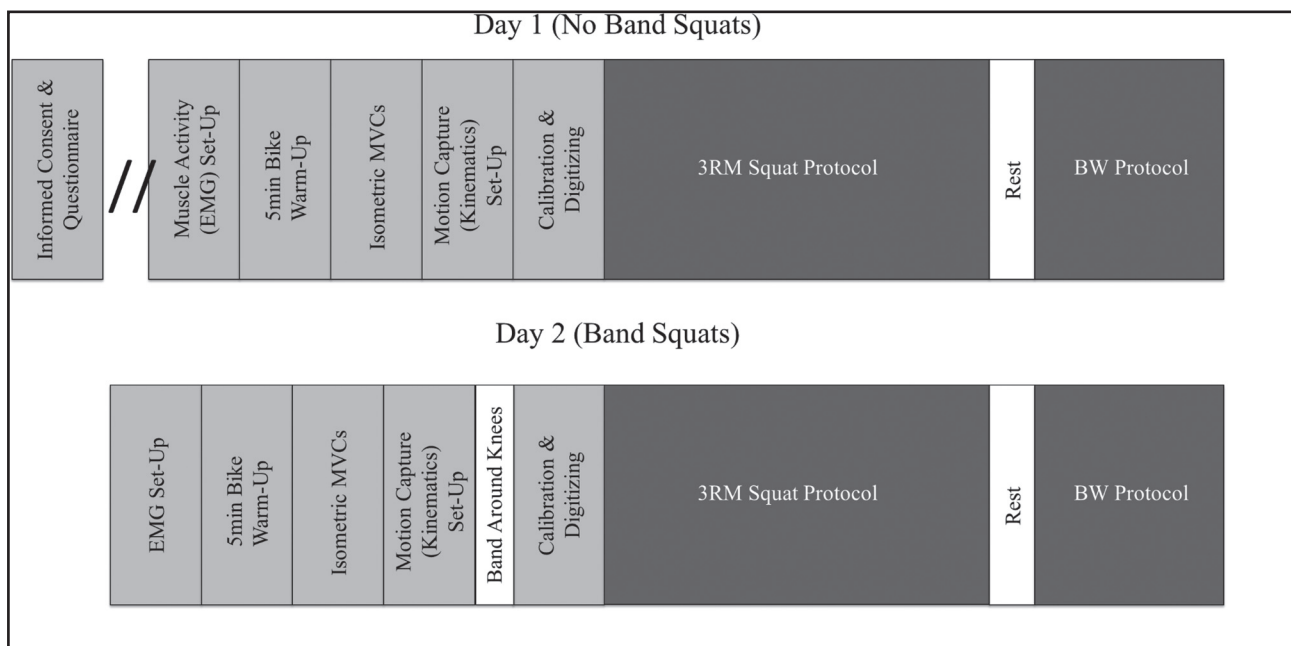 Day 1 (No Band Squats)
Informed Consent &
Questionnaire
//
Muscle Activity
(EMG) Set-Up
5min Bike
Warm-Up
Isometric MVCs
Motion Capture
(Kinematics)
Set-Up
Calibration &
Digitizing
3RM Squat Protocol
Rest
BW Protocol
Day 2 (Band Squats)
EMG Set-Up
5min Bike
Warm-Up
Isometric MVCs
Motion Capture
(Kinematics)
Set-Up
Band Around Knees
Calibration &
Digitizing
3RM Squat Protocol
Rest
BW Protocol